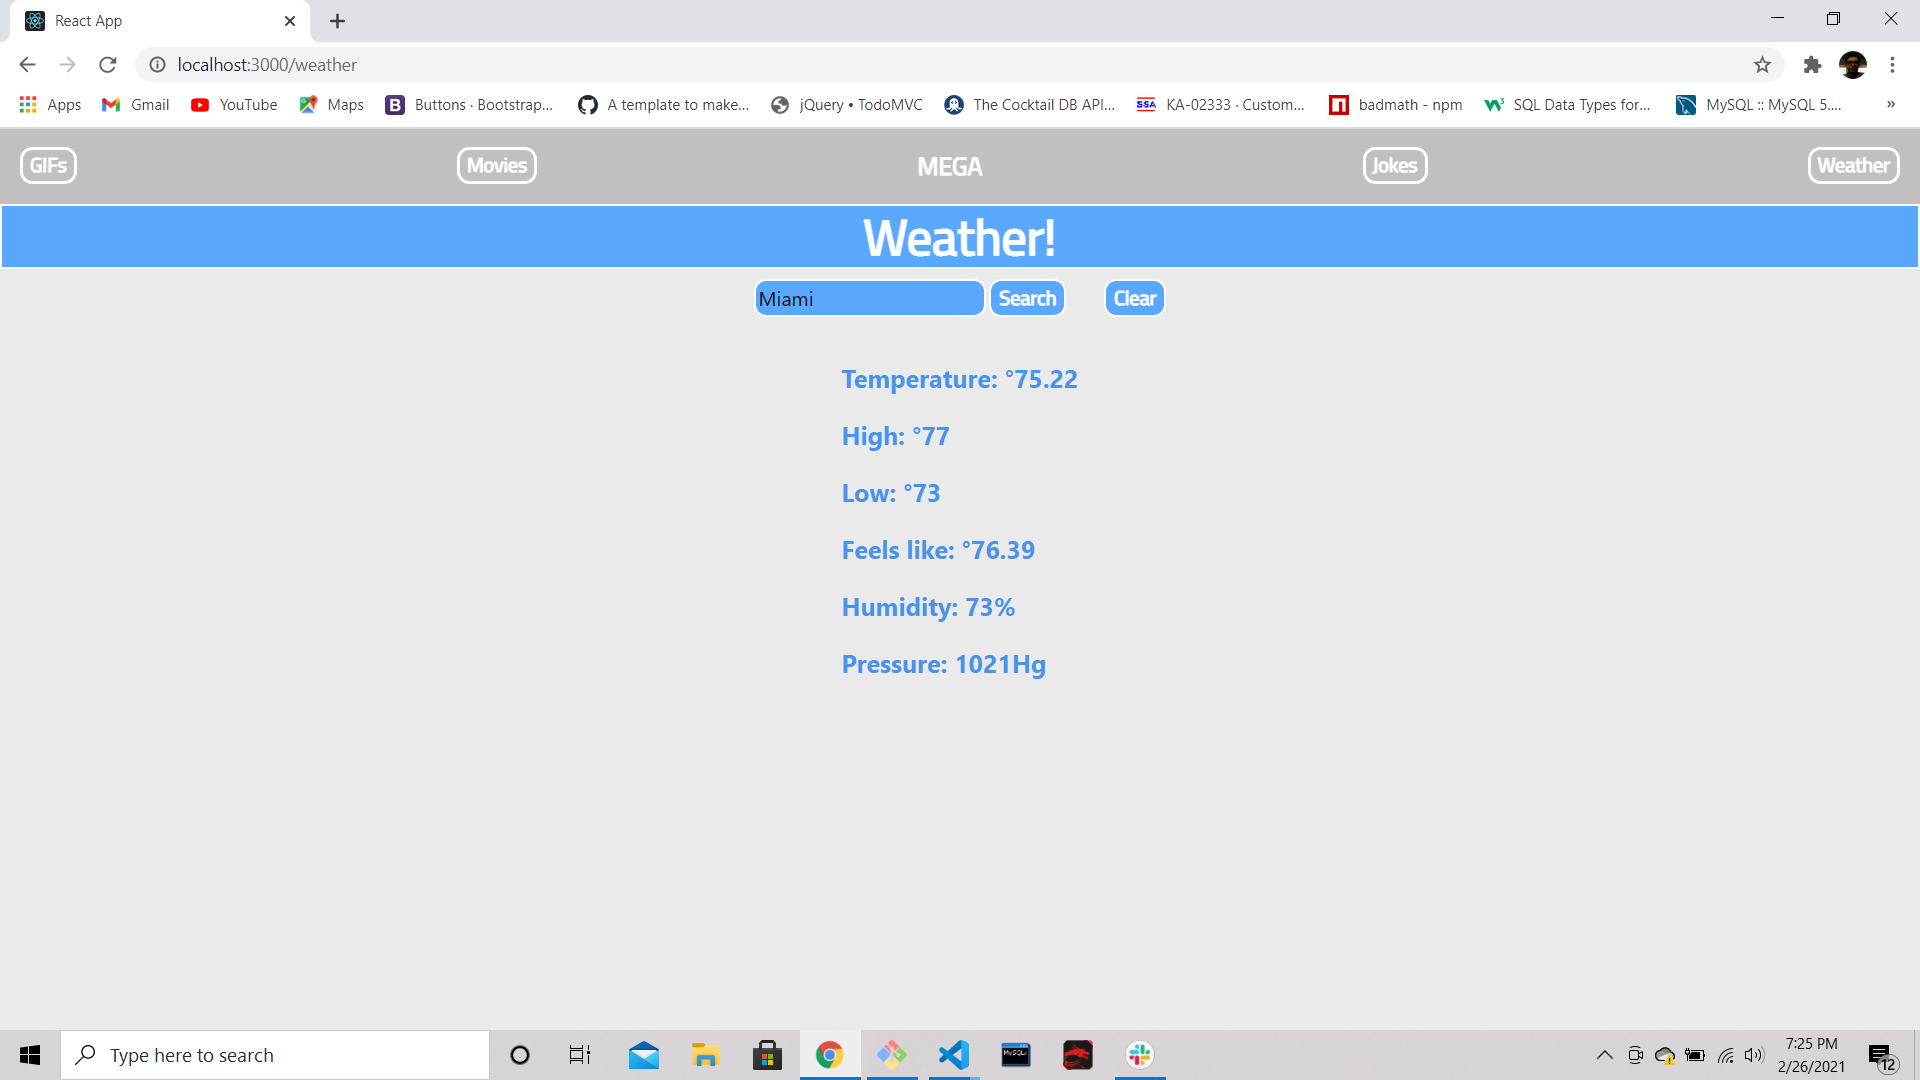 React App
localhost:3000/weather
Apps Gmail YouTube Maps Buttons · Bootstrap... A template to make... jQuery • TodoMVC The Cocktail DB API... SSA KA-02333 · Custom... badmath - npm SQL Data Types for... MySQL :: MySQL 5.... »
GIFs Movies MEGA Jokes Weather
Weather!
Miami Search Clear
Temperature: °75.22
High: °77
Low: °73
Feels like: °76.39
Humidity: 73%
Pressure: 1021Hg
Type here to search
7:25 PM
2/26/2021
12